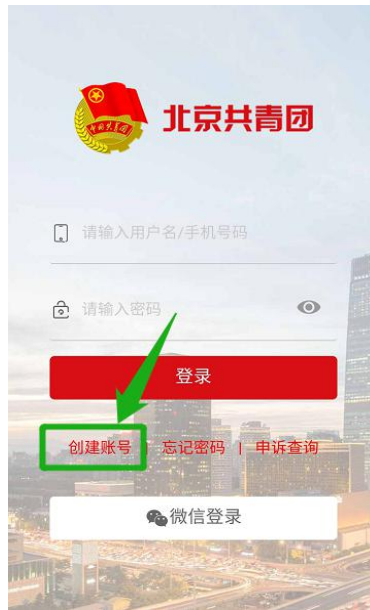 北京共青团
请输入用户名/手机号码
请输入密码
登录
创建账号 | 忘记密码 | 申诉查询
微信登录